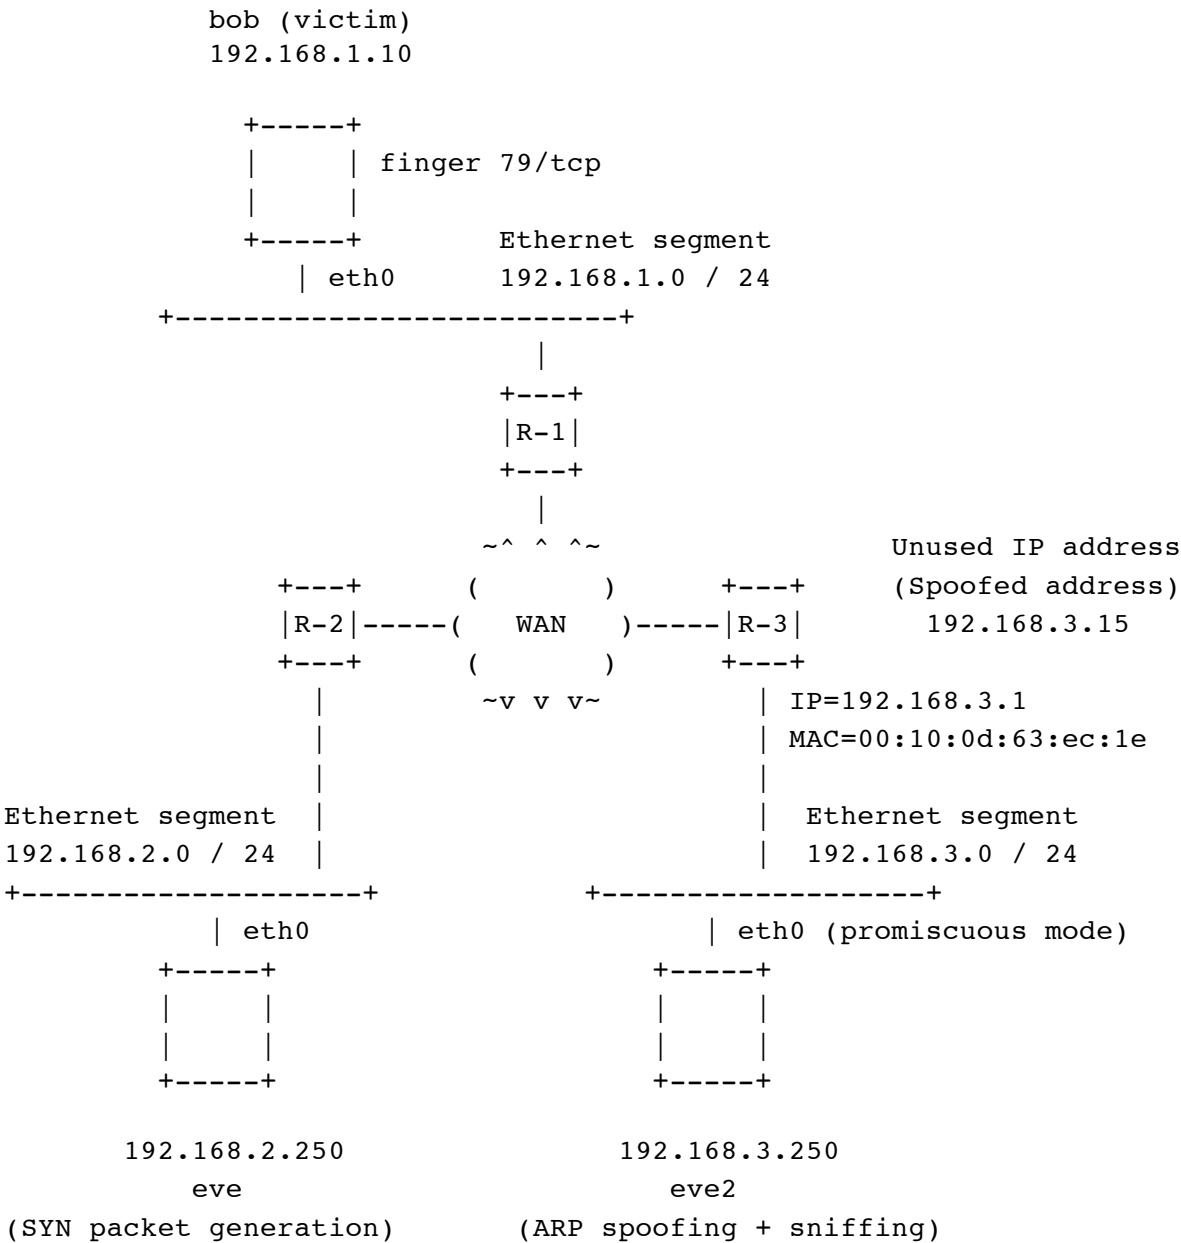 bob (victim)
192.168.1.10
finger 79/tcp
Ethernet segment
eth0 192.168.1.0 / 24
R-1
Unused IP address
(Spoofed address)
R-2 WAN R-3 192.168.3.15
IP=192.168.3.1
MAC=00:10:0d:63:ec:1e
Ethernet segment Ethernet segment
192.168.2.0 / 24 192.168.3.0 / 24
eth0 eth0 (promiscuous mode)
192.168.2.250 192.168.3.250
eve eve2
(SYN packet generation) (ARP spoofing + sniffing)